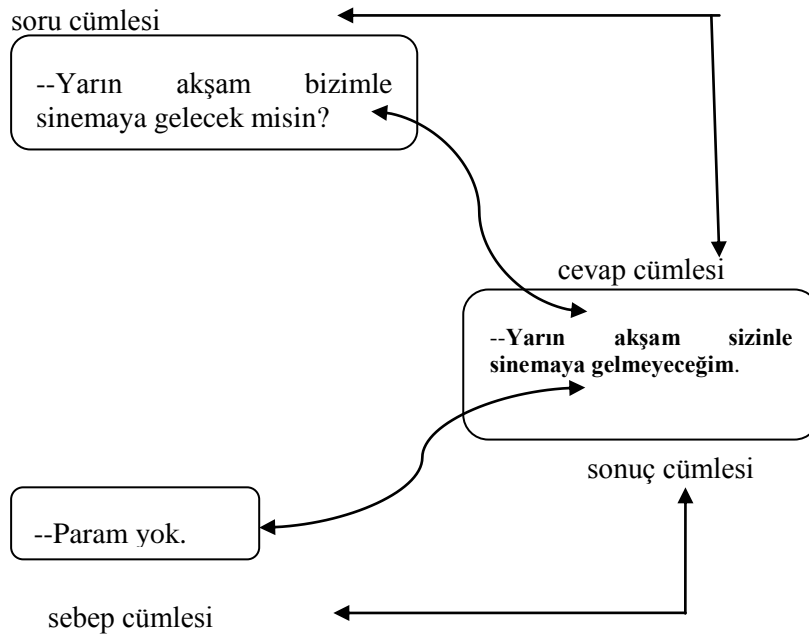 soru cümlesi
--Yarın akşam bizimle
sinemaya gelecek misin?
cevap cümlesi
--Yarın akşam sizinle
sinemaya gelmeyeceğim.
sonuç cümlesi
--Param yok.
sebep cümlesi